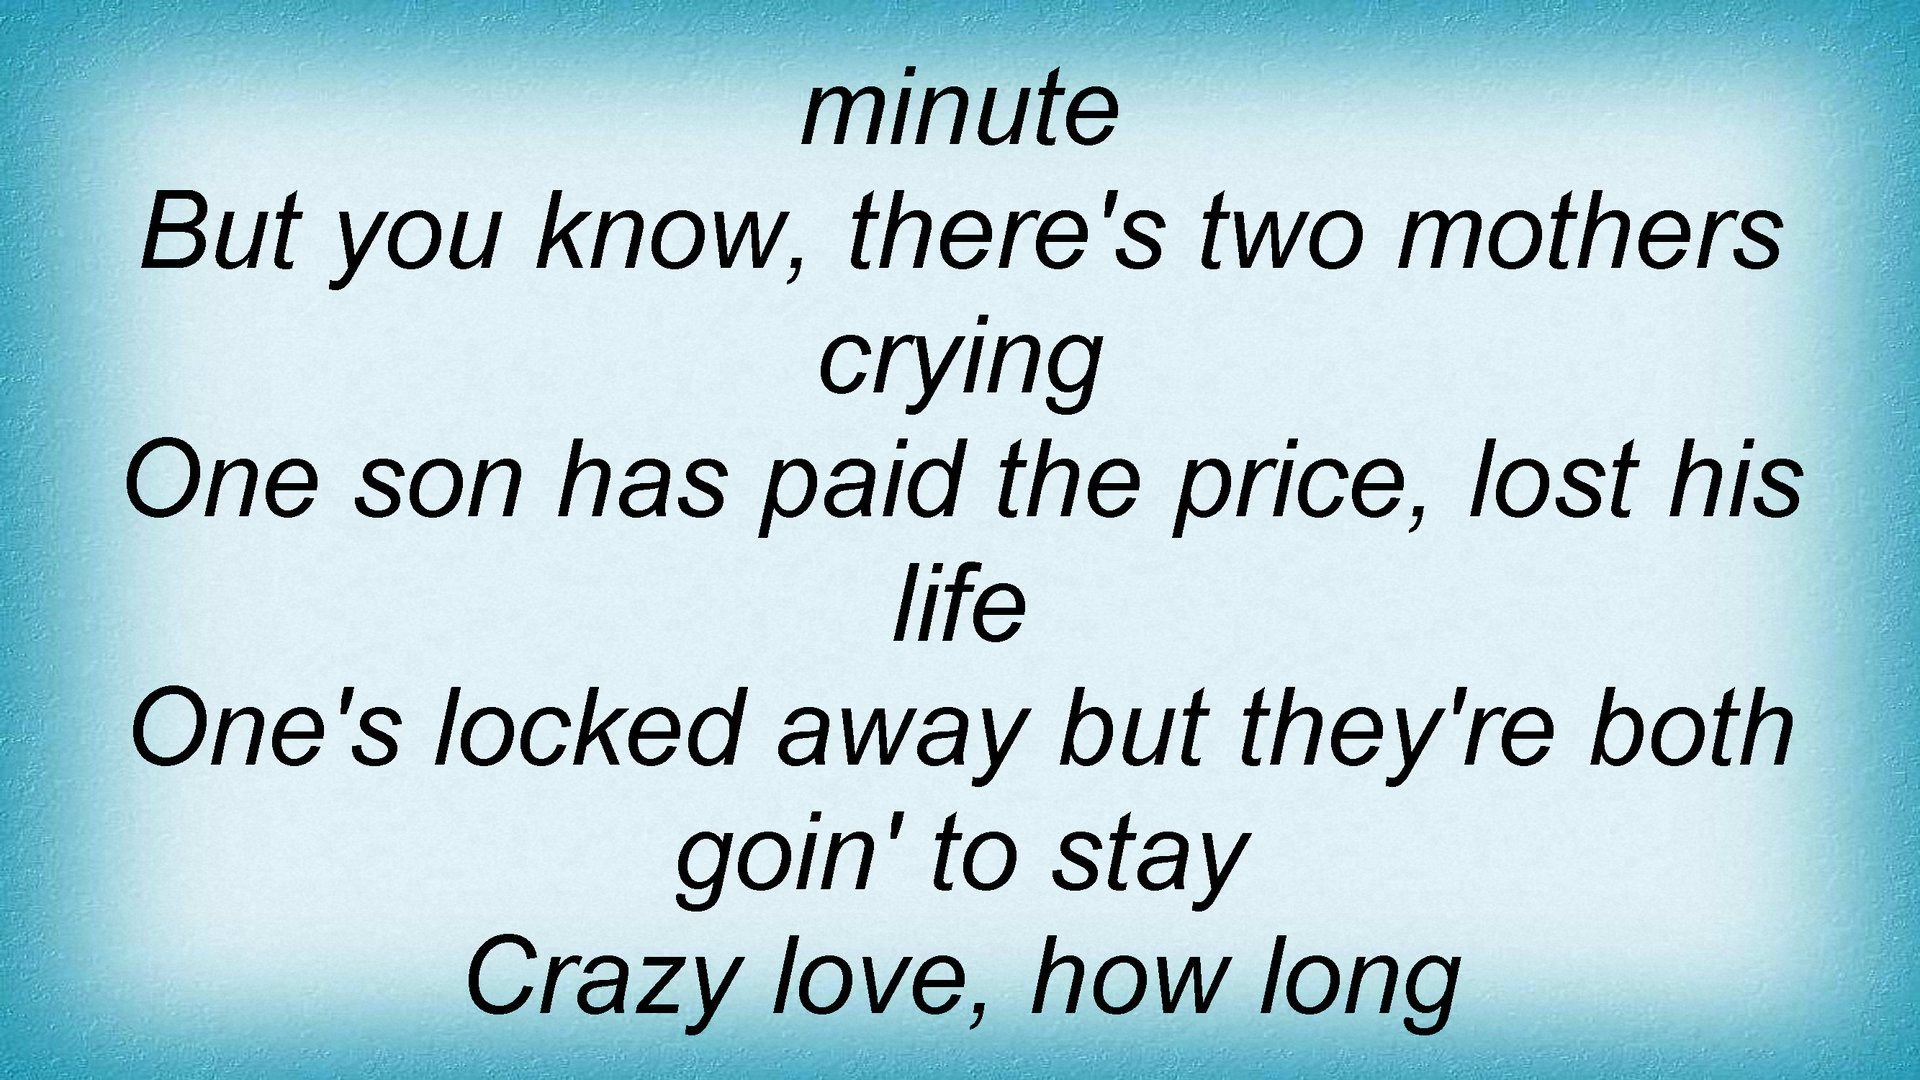 minute
But you know, there's two mothers
crying
One son has paid the price, lost his
life
One's locked away but they're both
goin' to stay
Crazy love, how long